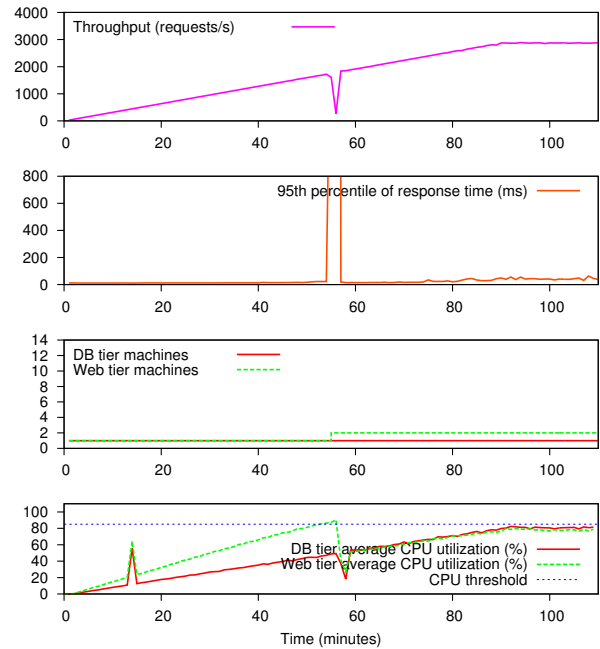 4000
3000
2000
1000
0
Throughput (requests/s)
0 20 40 60 80 100
800
600
400
200
0
95th percentile of response time (ms)
0 20 40 60 80 100
14
12
10
8
6
4
2
0
DB tier machines
Web tier machines
0 20 40 60 80 100
100
80
60
40
20
0
DB tier average CPU utilization (%)
Web tier average CPU utilization (%)
CPU threshold
0 20 40 60 80 100
Time (minutes)